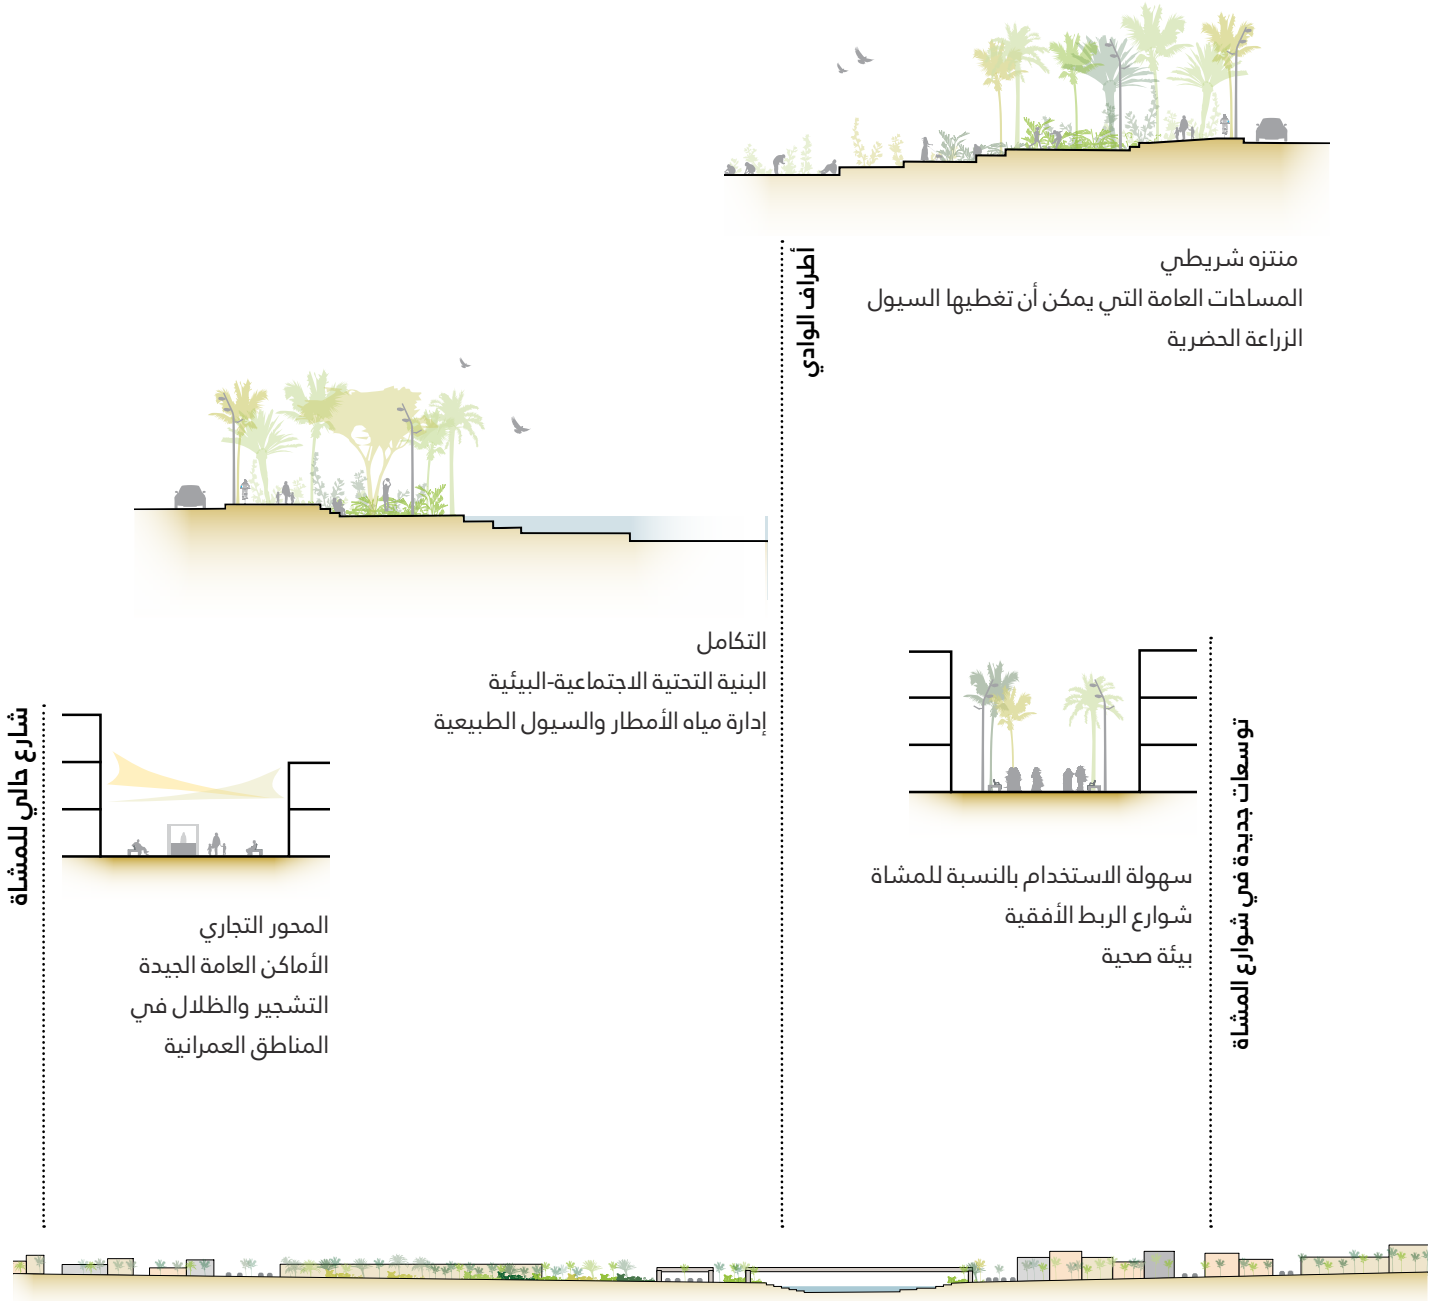 أطراف الوادي
منتزه شريطي
المساحات العامة التي يمكن أن تغطيها السيول
الزراعة الحضرية
التكامل
البنية التحتية الاجتماعية-البيئية
إدارة مياه الأمطار والسيول الطبيعية
توسعات جديدة في شوارع المشاة
سهولة الاستخدام بالنسبة للمشاة
شوارع الربط الأفقية
بيئة صحية
شارع حالي للمشاة
المحور التجاري
الأماكن العامة الجيدة
التشجير والظلال في
المناطق العمرانية